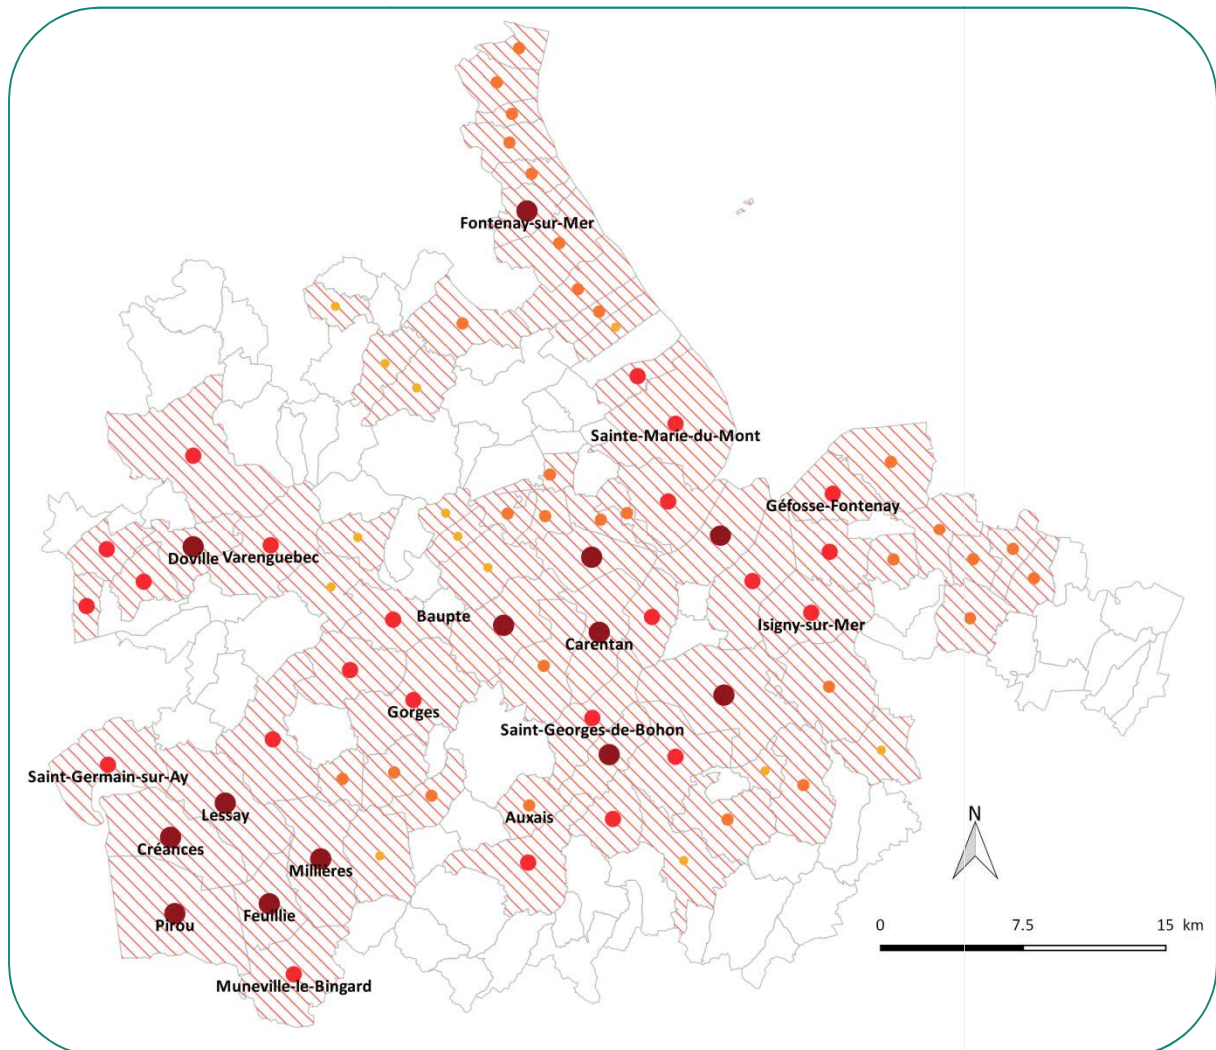 Fontenay-sur-Mer
Sainte-Marie-du-Mont
Géfosse-Fontenay
Doville Varenguebec
Baupte
Isigny-sur-Mer
Carentan
Gorges
Saint-Georges-de-Bohon
Saint-Germain-sur-Ay
Lessay
Auxais
N
Créances
Millières
Feuillie
Pirou
0 7.5 15 km
Muneville-le-Bingard